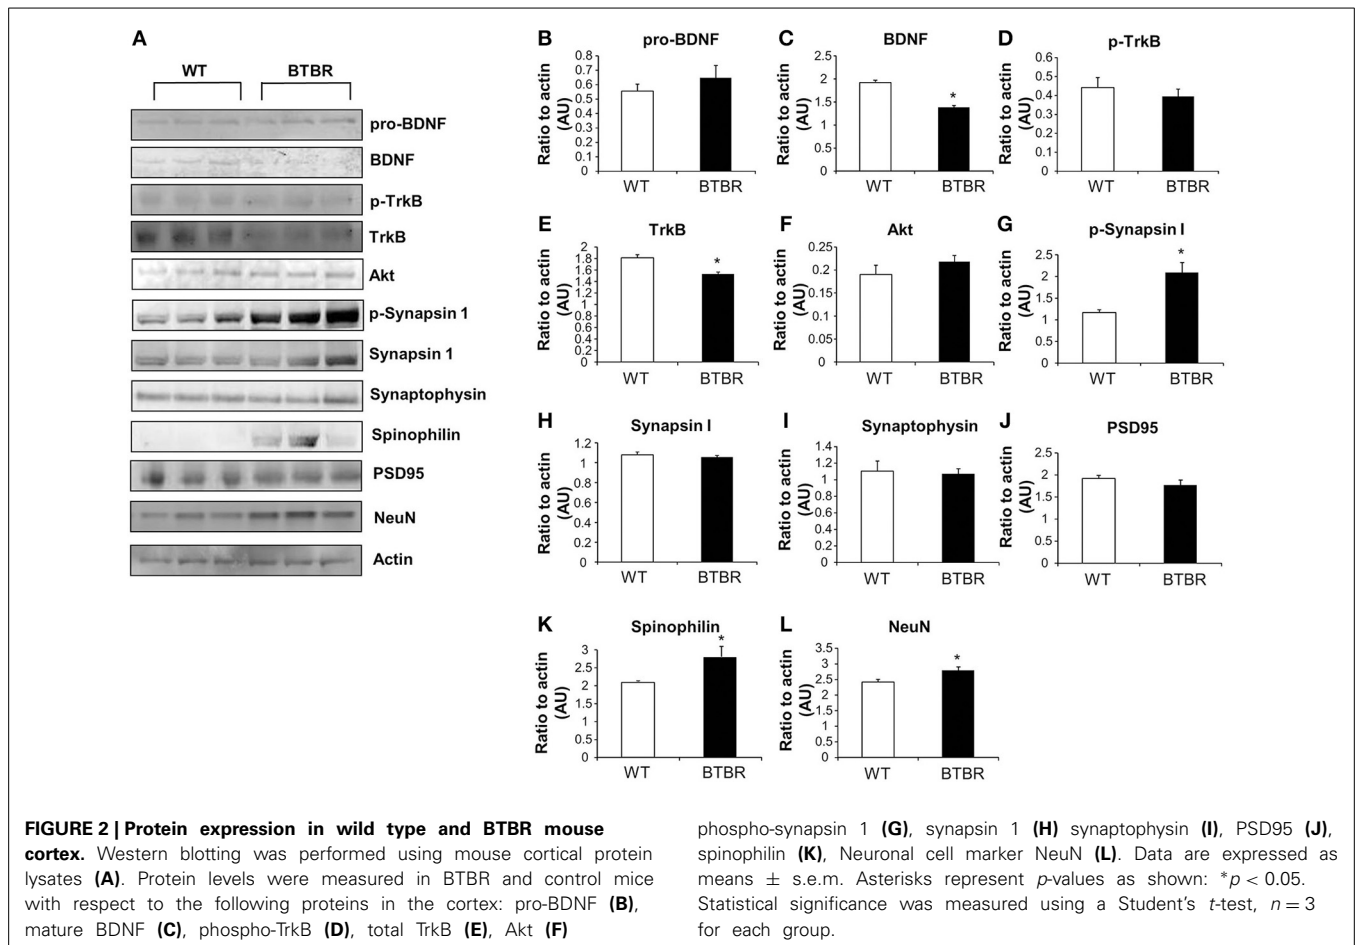 A
WT BTBR
pro-BDNF
BDNF
p-TrkB
TrkB
Akt
p-Synapsin 1
Synapsin 1
Synaptophysin
Spinophilin
PSD95
NeuN
Actin
B
pro-BDNF
Ratio to actin
(AU)
0.8
0.7
0.6
0.5
0.4
0.3
0.2
0.1
0
WT BTBR
C
BDNF
Ratio to actin
(AU)
2.5
2
1.5
1
0.5
0
*
WT BTBR
D
p-TrkB
Ratio to actin
(AU)
0.6
0.5
0.4
0.3
0.2
0.1
0
WT BTBR
E
TrkB
Ratio to actin
(AU)
2
1.8
1.6
1.4
1.2
1
0.8
0.6
0.4
0.2
0
*
WT BTBR
F
Akt
Ratio to actin
(AU)
0.25
0.2
0.15
0.1
0.05
0
WT BTBR
G
p-Synapsin I
Ratio to actin
(AU)
2.5
2
1.5
1
0.5
0
*
WT BTBR
H
Synapsin I
Ratio to actin
(AU)
1.2
1
0.8
0.6
0.4
0.2
0
WT BTBR
I
Synaptophysin
Ratio to actin
(AU)
1.4
1.2
1
0.8
0.6
0.4
0.2
0
WT BTBR
J
PSD95
Ratio to actin
(AU)
2.5
2
1.5
1
0.5
0
WT BTBR
K
Spinophilin
Ratio to actin
(AU)
3
2.5
2
1.5
1
0.5
0
*
WT BTBR
L
NeuN
Ratio to actin
(AU)
3.5
3
2.5
2
1.5
1
0.5
0
*
WT BTBR
FIGURE 2 | Protein expression in wild type and BTBR mouse
cortex. Western blotting was performed using mouse cortical protein
lysates (A). Protein levels were measured in BTBR and control mice
with respect to the following proteins in the cortex: pro-BDNF (B),
mature BDNF (C), phospho-TrkB (D), total TrkB (E), Akt (F)
phospho-synapsin 1 (G), synapsin 1 (H) synaptophysin (I), PSD95 (J),
spinophilin (K), Neuronal cell marker NeuN (L). Data are expressed as
means ± s.e.m. Asterisks represent p-values as shown: *p < 0.05.
Statistical significance was measured using a Student's t-test, n = 3
for each group.